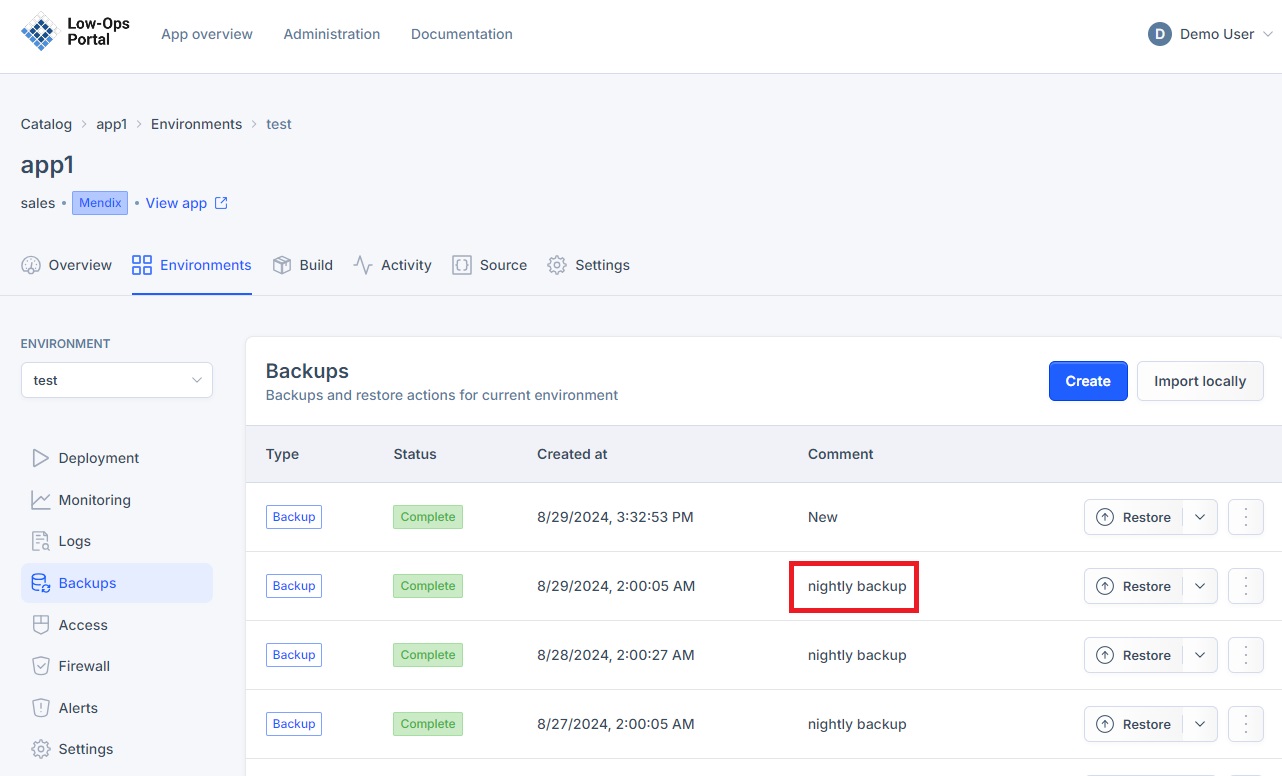 Low-Ops
Portal
App overview Administration Documentation
D Demo User
Catalog > app1 > Environments > test
app1
sales • Mendix • View app
Overview Environments Build Activity Source Settings
ENVIRONMENT
test
Deployment
Monitoring
Logs
Backups
Access
Firewall
Alerts
Settings
Backups
Backups and restore actions for current environment
Create Import locally
Type Status Created at Comment
Backup Complete 8/29/2024, 3:32:53 PM New Restore
Backup Complete 8/29/2024, 2:00:05 AM nightly backup Restore
Backup Complete 8/28/2024, 2:00:27 AM nightly backup Restore
Backup Complete 8/27/2024, 2:00:05 AM nightly backup Restore